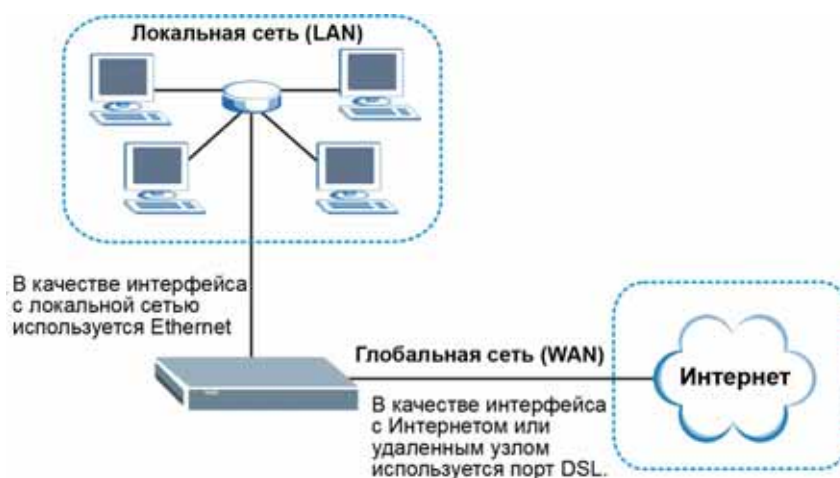 Локальная сеть (LAN)
В качестве интерфейса
с локальной сетью
используется Ethernet
Глобальная сеть (WAN)
В качестве интерфейса
с Интернетом или
удаленным узлом
используется порт DSL.
Интернет